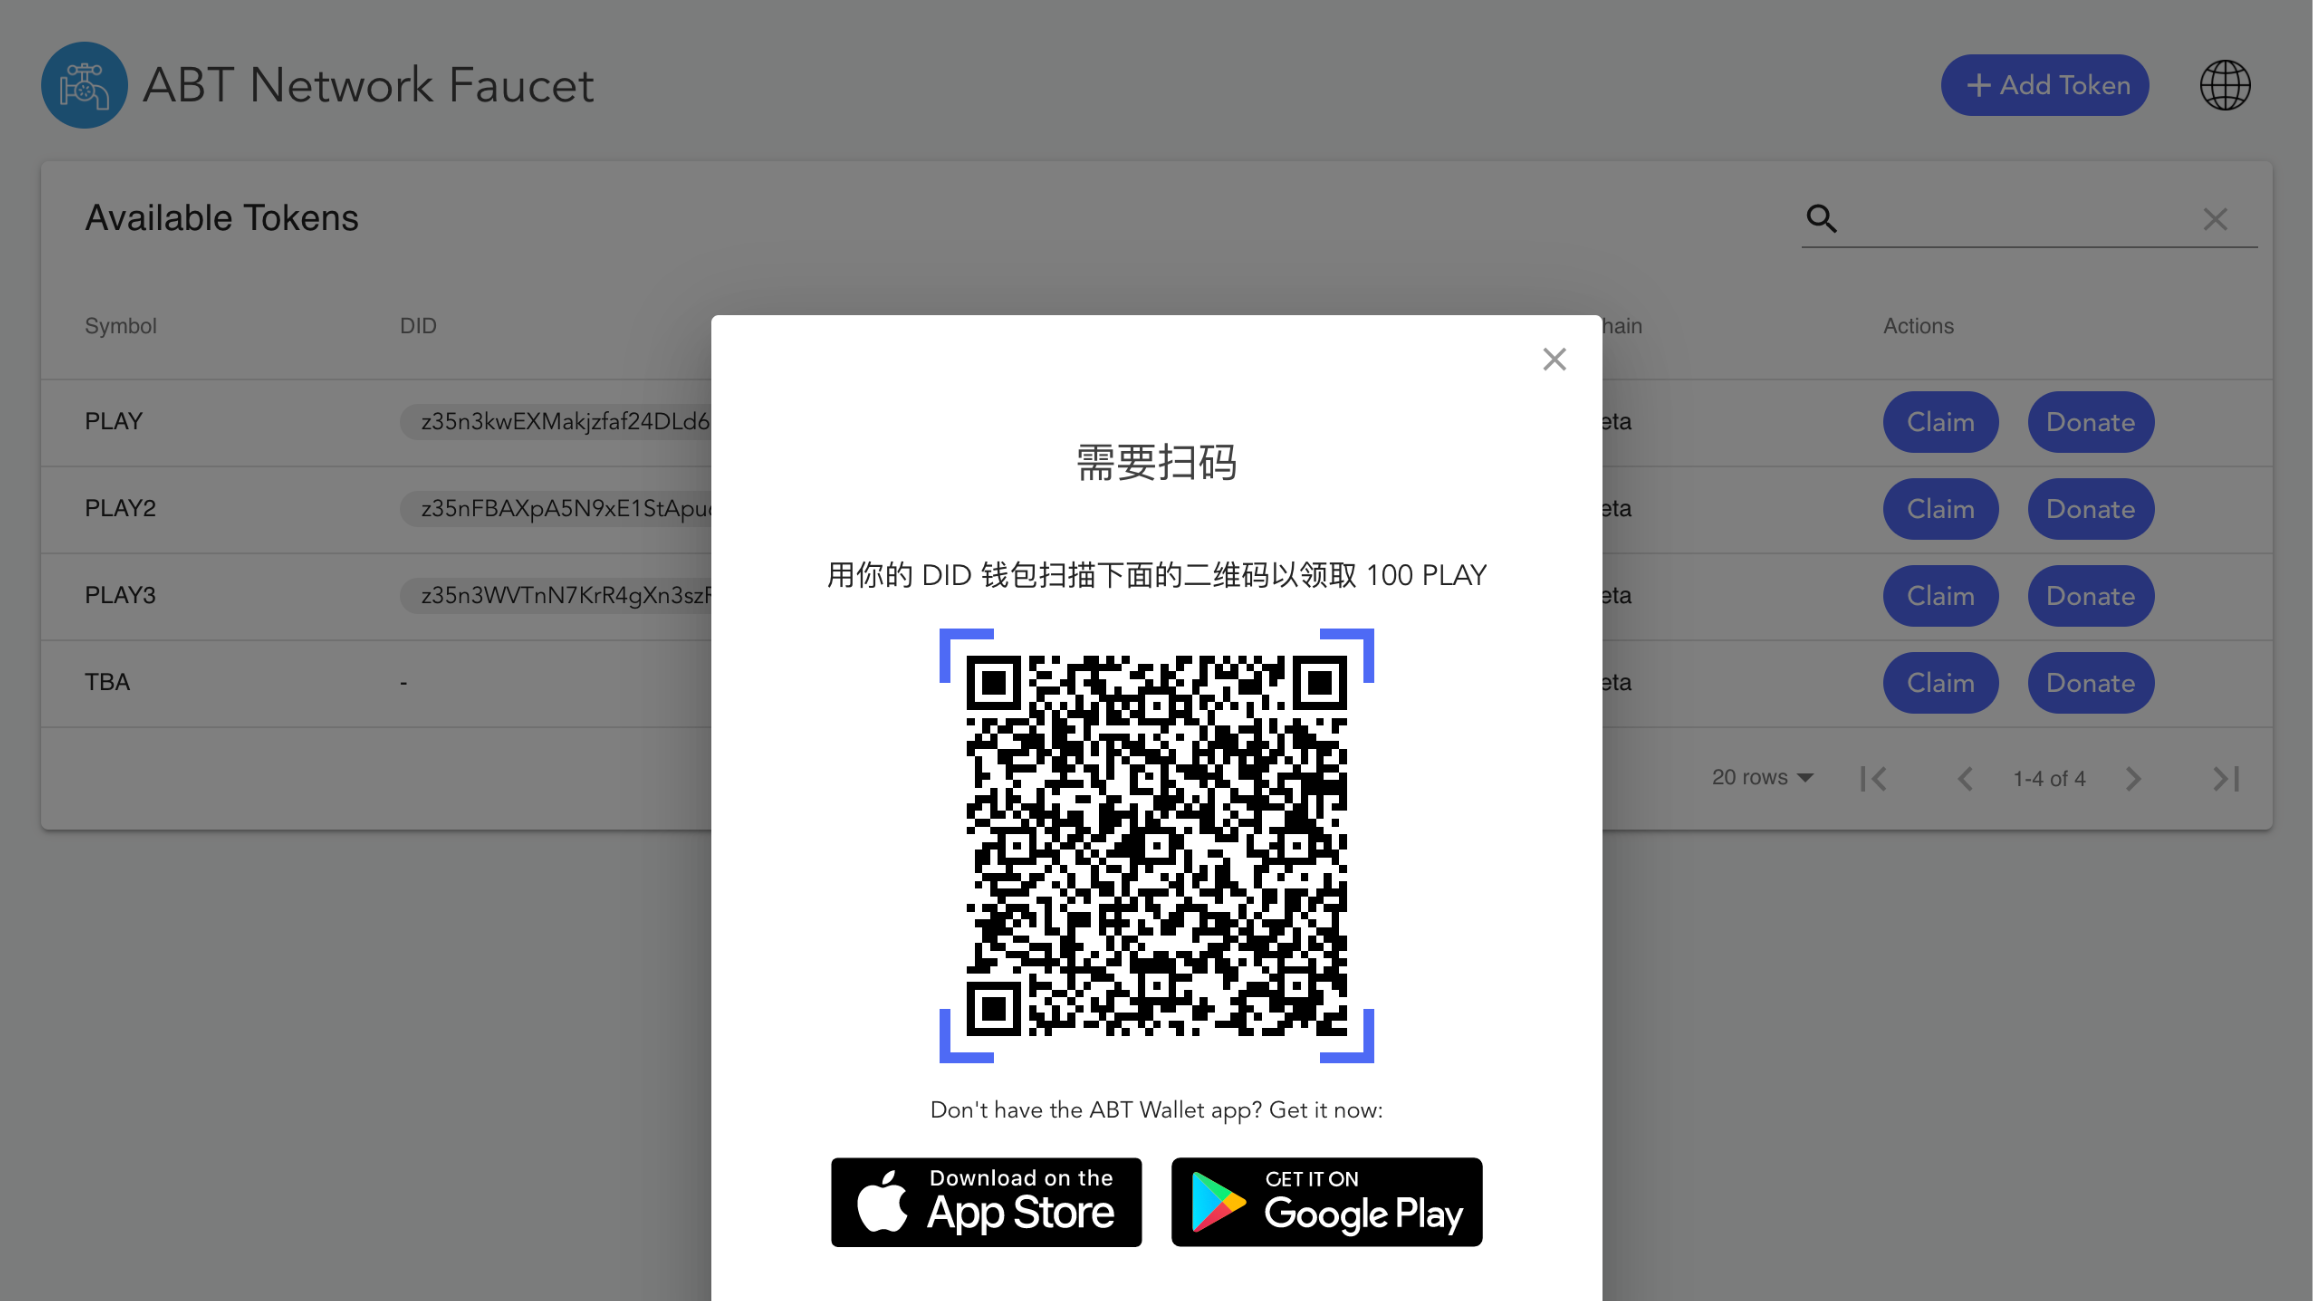 ABT Network Faucet
+ Add Token
Available Tokens
Symbol DID hain Actions
PLAY z35n3kwEXMakjzfaf24DLd6 eta Claim Donate
PLAY2 z35nFBAXpA5N9xE1StApu eta Claim Donate
PLAY3 z35n3WVTnN7KrR4gXn3sz eta Claim Donate
TBA - eta Claim Donate
20 rows 1-4 of 4
需要扫码
用你的 DID 钱包扫描下面的二维码以领取 100 PLAY
Don't have the ABT Wallet app? Get it now:
Download on the
App Store
GET IT ON
Google Play